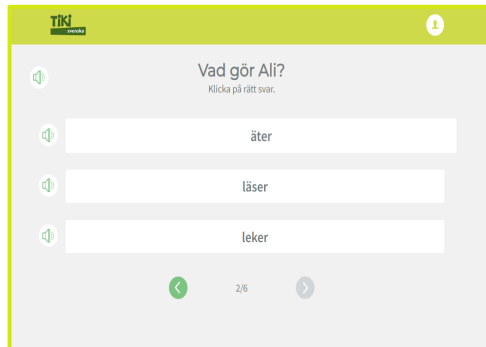 TiKi
svenska
Vad gör Ali?
Klicka på rätt svar.
äter
läser
leker
2/6